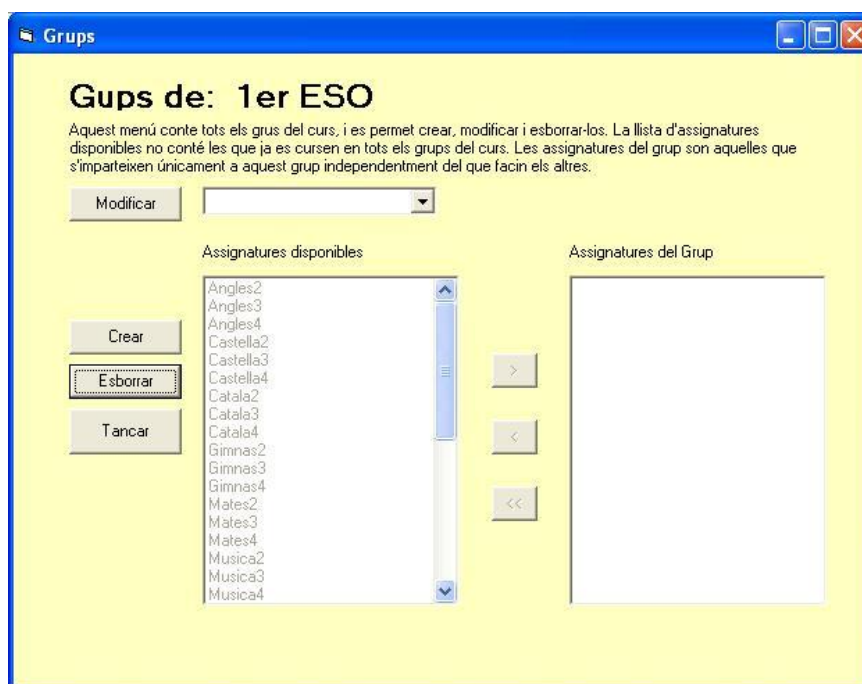 Grups
Gups de: 1er ESO
Aquest menú conte tots els grus del curs, i es permet crear, modificar i esborrar-los. La llista d'assignatures
disponibles no conté les que ja es cursen en tots els grups del curs. Les assignatures del grup son aquelles que
s'imparteixen únicament a aquest grup independentment del que facin els altres.
Modificar
Assignatures disponibles
Assignatures del Grup
Angles2
Angles3
Angles4
Castella2
Castella3
Castella4
Catala2
Catala3
Catala4
Gimnas2
Gimnas3
Gimnas4
Mates2
Mates3
Mates4
Musica2
Musica3
Musica4
Crear
Esborrar
Tancar
>
<
<<